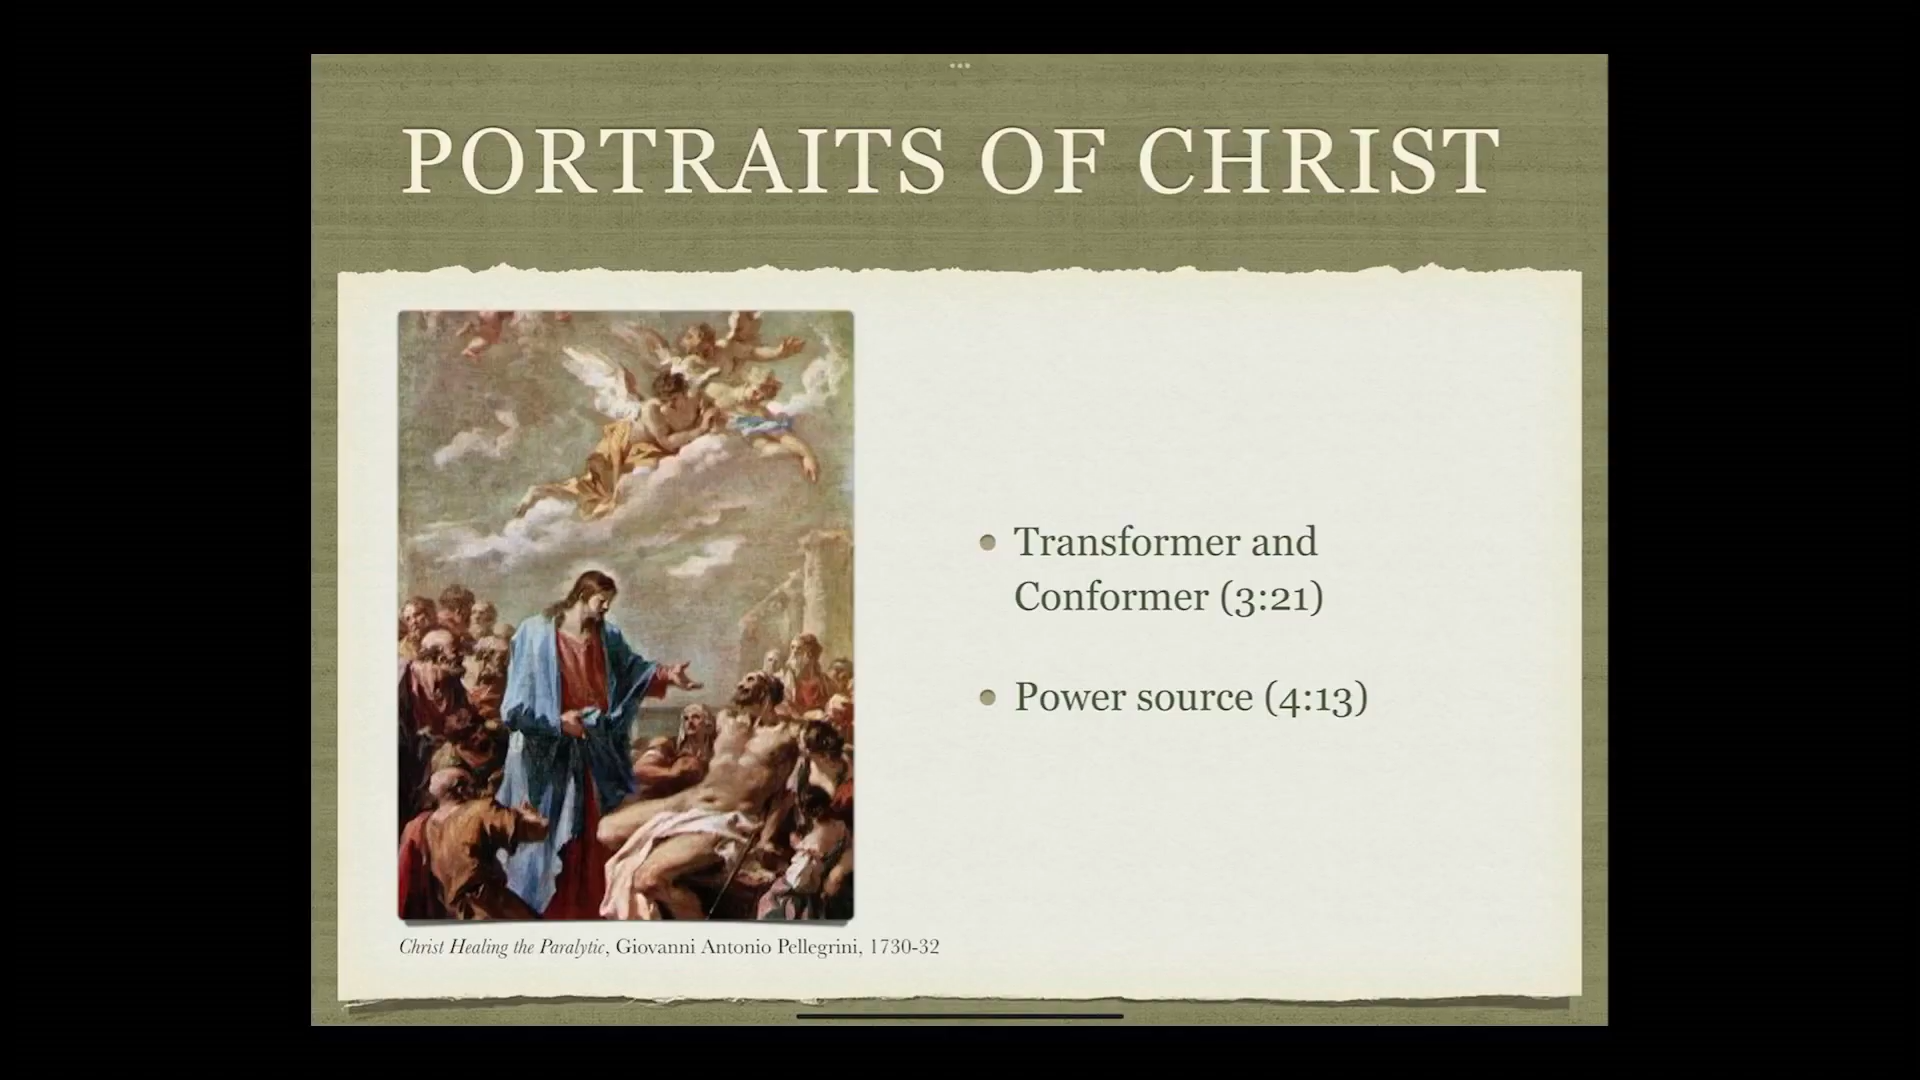 PORTRAITS OF CHRIST
• Transformer and
Conformer (3:21)
• Power source (4:13)
Christ Healing the Paralytic, Giovanni Antonio Pellegrini, 1730-32